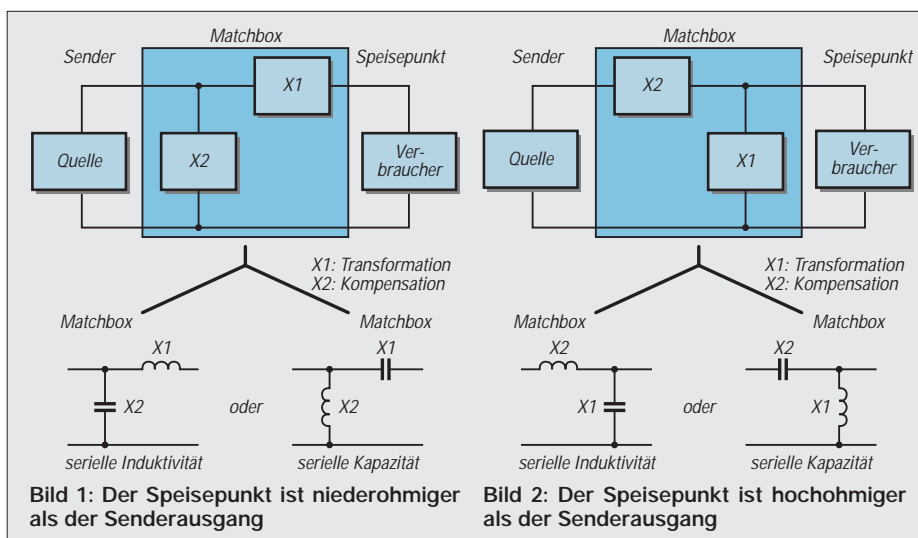 Matchbox
Sender
Speisepunkt
X1
Quelle
X2
Ver-
braucher
X1: Transformation
X2: Kompensation
Matchbox
Matchbox
X1
X1
X2
oder
X2
serielle Induktivität
serielle Kapazität
Bild 1: Der Speisepunkt ist niederohmiger
als der Senderausgang
Matchbox
Sender
Speisepunkt
X2
Quelle
X1
Ver-
braucher
X1: Transformation
X2: Kompensation
Matchbox
Matchbox
X2
X2
X1
oder
X1
serielle Induktivität
serielle Kapazität
Bild 2: Der Speisepunkt ist hochohmiger
als der Senderausgang